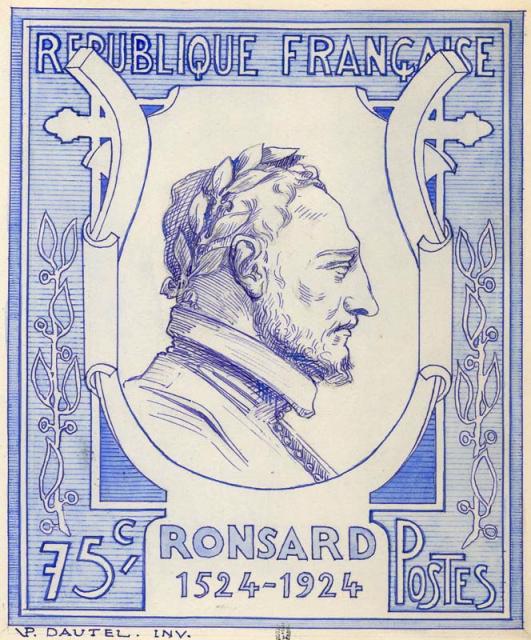 REPUBLIQUE FRANÇAISE
75c RONSARD POSTES
1524-1924
P. DAUTEL. INV.